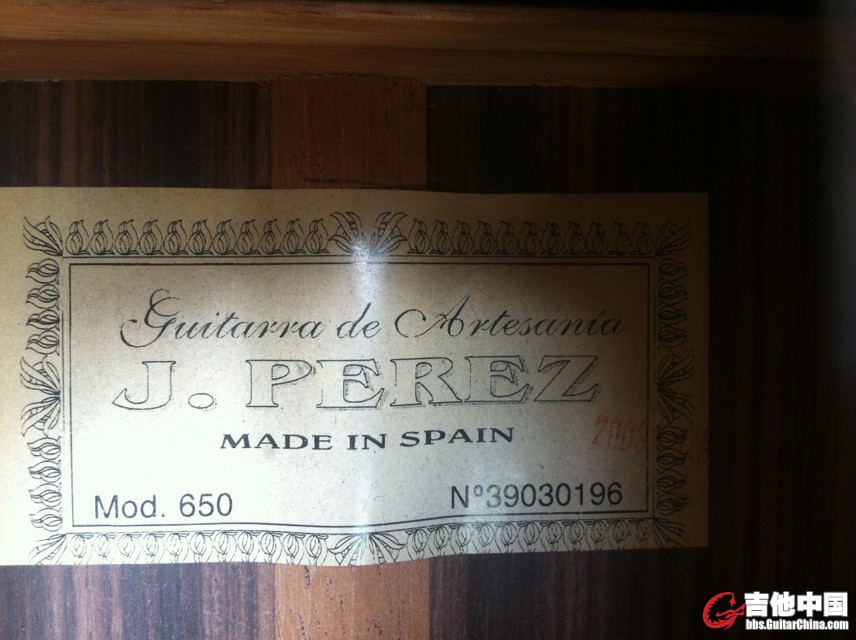 Guitarra de Artesanía
J. PEREZ
MADE IN SPAIN
Mod. 650
Nº39030196
吉他中国
bbs.GuitarChina.com